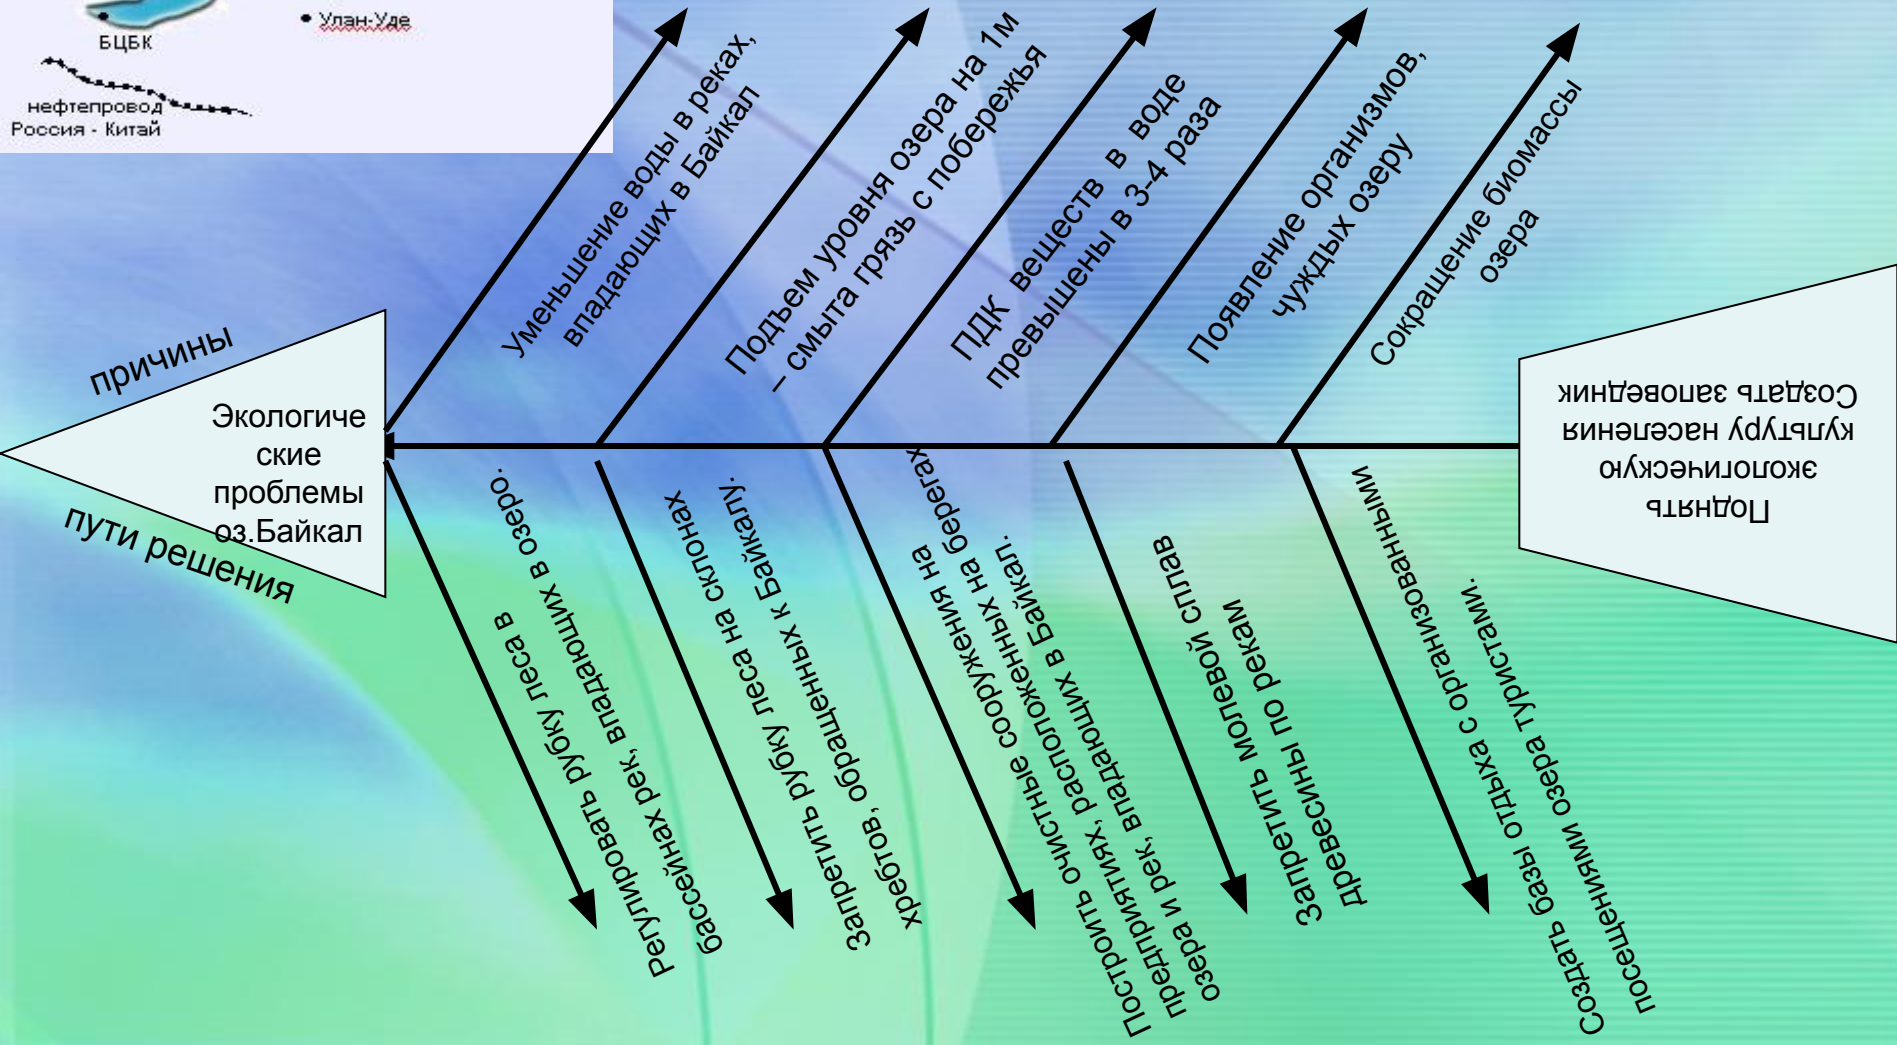 Улан-Уде
БЦБК
нефтепровод
Россия - Китай
причины
Экологиче
ские
проблемы
оз.Байкал
пути решения
Уменьшение воды в реках,
впадающих в Байкал
Подъем уровня озера на 1м
– смыта грязь с побережья
ПДК веществ в воде
превышены в 3-4 раза
Появление организмов,
чуждых озеру
Сокращение биомассы
озера
Регулировать рубку леса в
бассейнах рек, впадающих в озеро.
Запретить рубку леса на склонах
хребтов, обращенных к Байкалу.
Построить очистные сооружения на
предприятиях, расположенных на берегах
озера и рек, впадающих в Байкал.
Запретить молевой сплав
древесины по рекам
Создать базы отдыха с организованными
посещениями озера туристами.
Поднять
экологическую
культуру населения
Создать заповедник